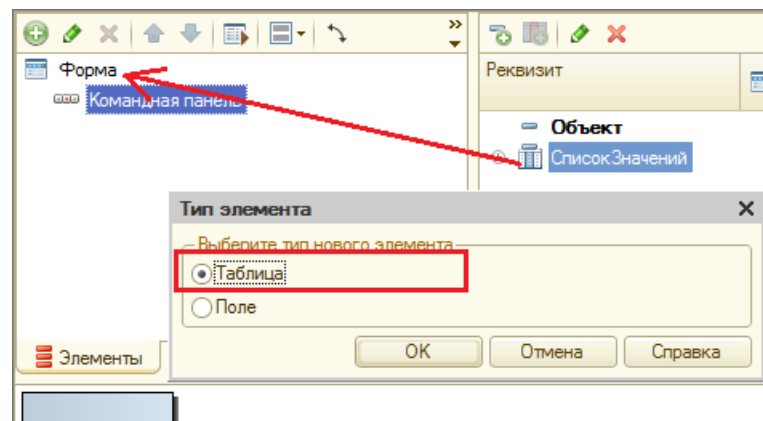 Форма
Командная панель
Реквизит
Объект
СписокЗначений
Тип элемента
Выберите тип нового элемента
Таблица
Поле
ОК
Отмена
Справка
Элементы